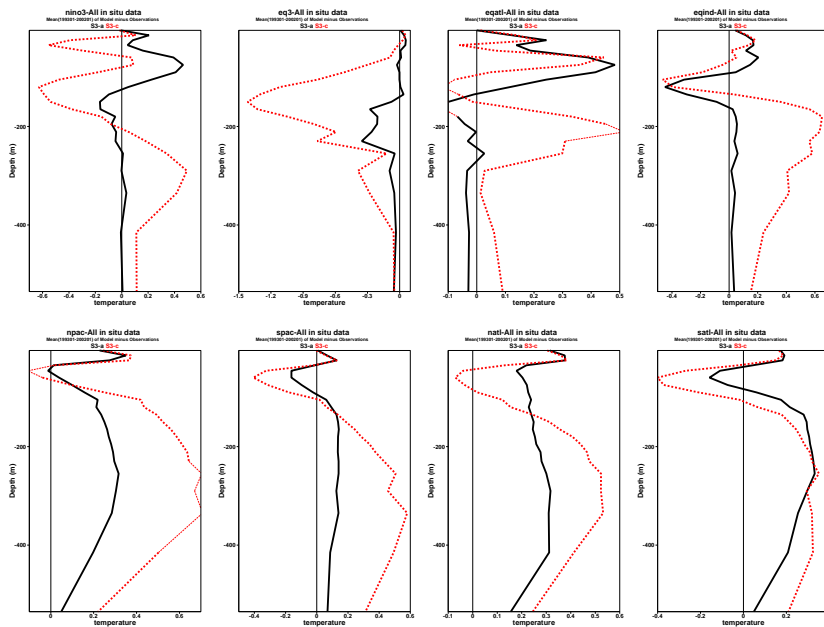 nino3-All in situ data
Mean(199301-200201) of Model minus Observations
S3-a S3-c
Depth (m)
-200
-400
-0.6 -0.4 -0.2 0 0.2 0.4 0.6
temperature
eq3-All in situ data
Mean(199301-200201) of Model minus Observations
S3-a S3-c
Depth (m)
-200
-400
-1.5 -1.2 -0.9 -0.6 -0.3 0
temperature
eqatl-All in situ data
Mean(199301-200201) of Model minus Observations
S3-a S3-c
Depth (m)
-200
-400
-0.1 0 0.1 0.2 0.3 0.4 0.5
temperature
eqind-All in situ data
Mean(199301-200201) of Model minus Observations
S3-a S3-c
Depth (m)
-200
-400
-0.4 -0.2 0 0.2 0.4 0.6
temperature
npac-All in situ data
Mean(199301-200201) of Model minus Observations
S3-a S3-c
Depth (m)
-200
-400
0 0.2 0.4 0.6
temperature
spac-All in situ data
Mean(199301-200201) of Model minus Observations
S3-a S3-c
Depth (m)
-200
-400
-0.4 -0.2 0 0.2 0.4 0.6
temperature
natl-All in situ data
Mean(199301-200201) of Model minus Observations
S3-a S3-c
Depth (m)
-200
-400
0 0.2 0.4 0.6
temperature
satl-All in situ data
Mean(199301-200201) of Model minus Observations
S3-a S3-c
Depth (m)
-200
-400
-0.4 -0.2 0 0.2
temperature